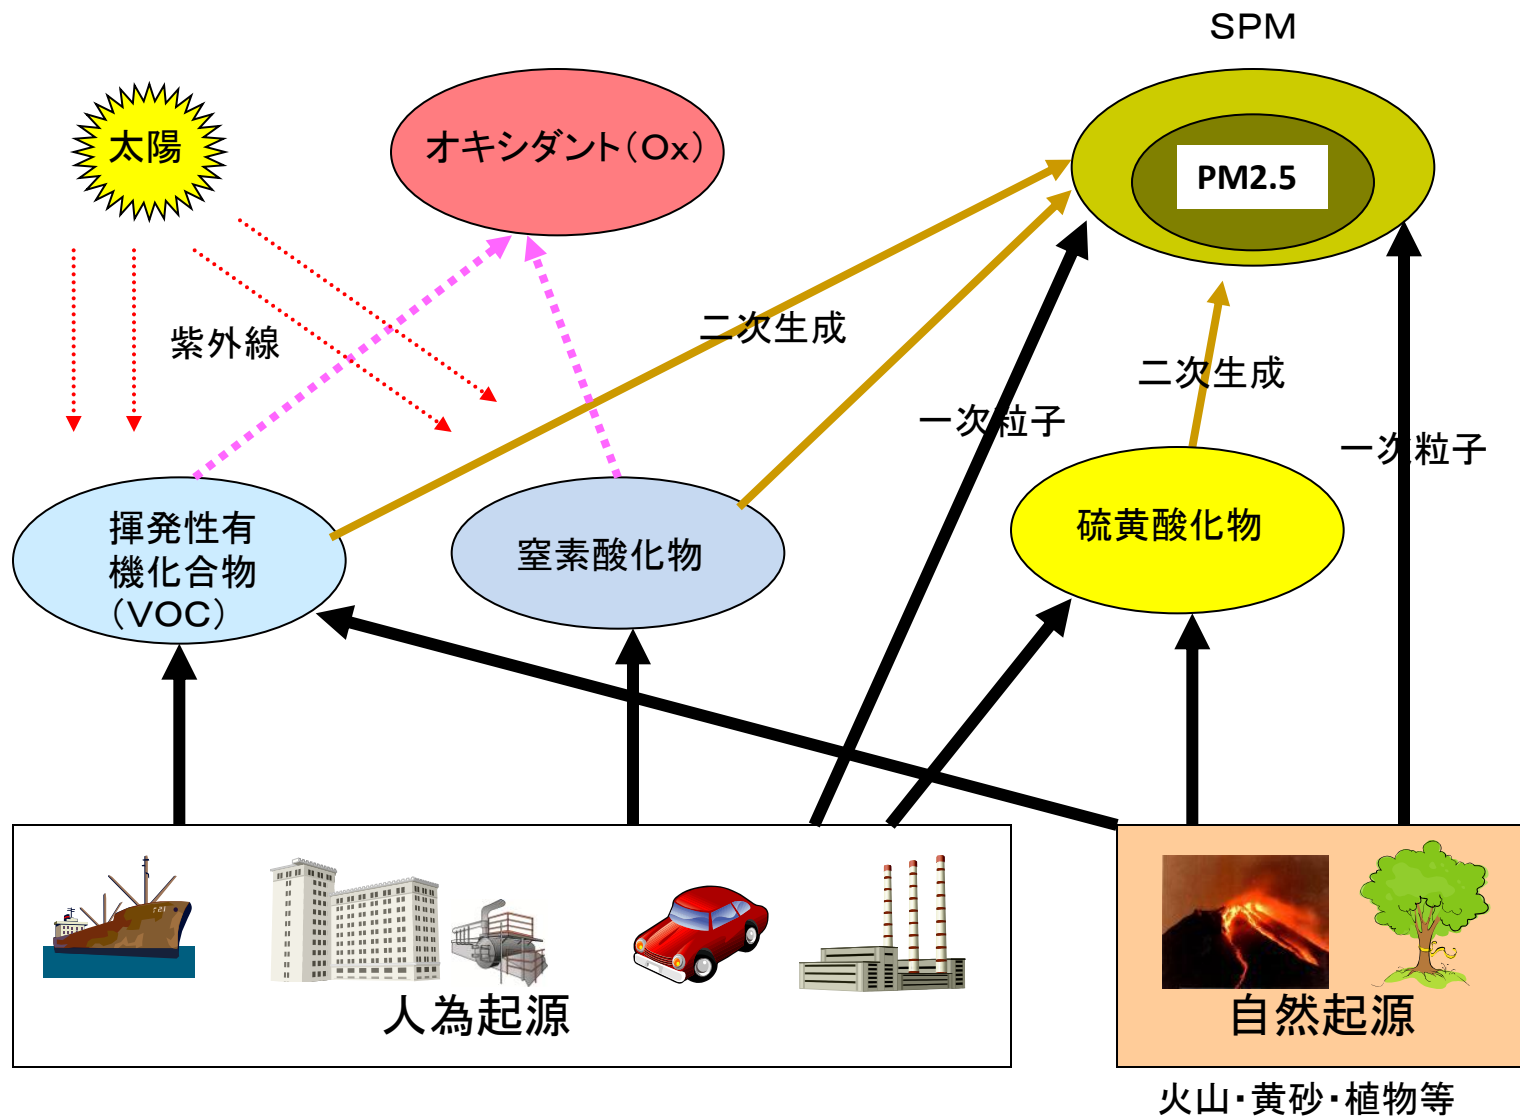 SPM
太陽
オキシダント(Ox)
PM2.5
紫外線
二次生成
二次生成
一次粒子
一次粒子
揮発性有
機化合物
(VOC)
窒素酸化物
硫黄酸化物
人為起源
自然起源
火山・黄砂・植物等